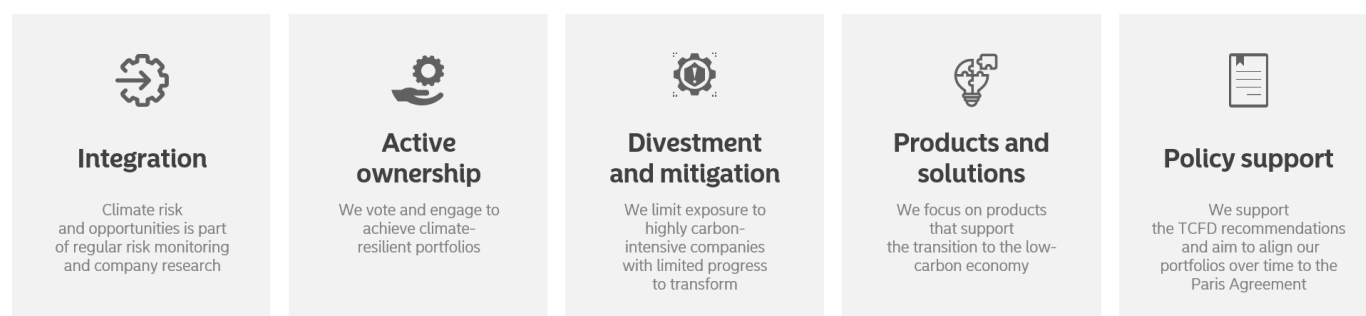 Integration
Climate risk
and opportunities is part
of regular risk monitoring
and company research
Active
ownership
We vote and engage to
achieve climate-
resilient portfolios
Divestment
and mitigation
We limit exposure to
highly carbon-
intensive companies
with limited progress
to transform
Products and
solutions
We focus on products
that support
the transition to the low-
carbon economy
Policy support
We support
the TCFD recommendations
and aim to align our
portfolios over time to the
Paris Agreement